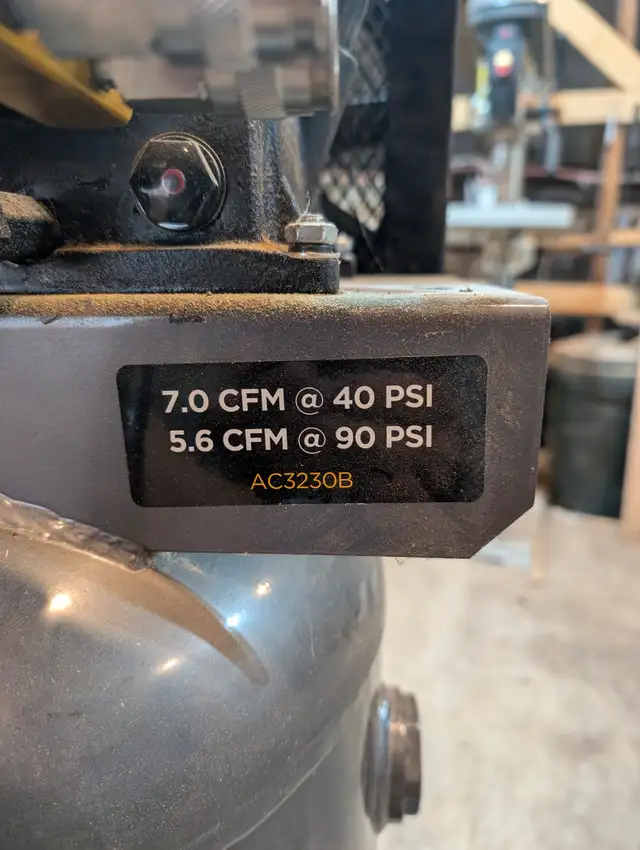 7.0 CFM @ 40 PSI
5.6 CFM @ 90 PSI
AC3230B